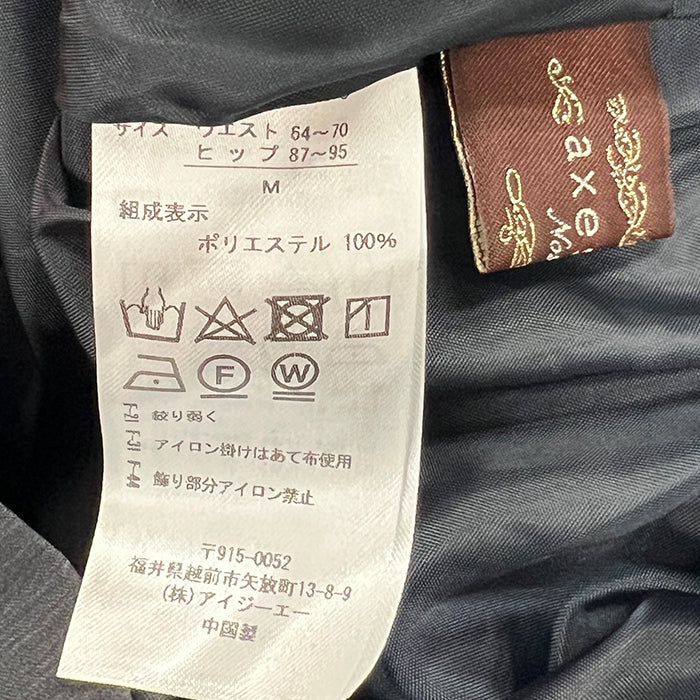 サイズ ウエスト 64～70
ヒップ 87～95
M
組成表示
ポリエステル 100%
F
W
絞り弱く
アイロン掛けはあて布使用
飾り部分アイロン禁止
〒915-0052
福井県越前市矢放町13-8-9
(株)アイジーエー
中国製
axe
No